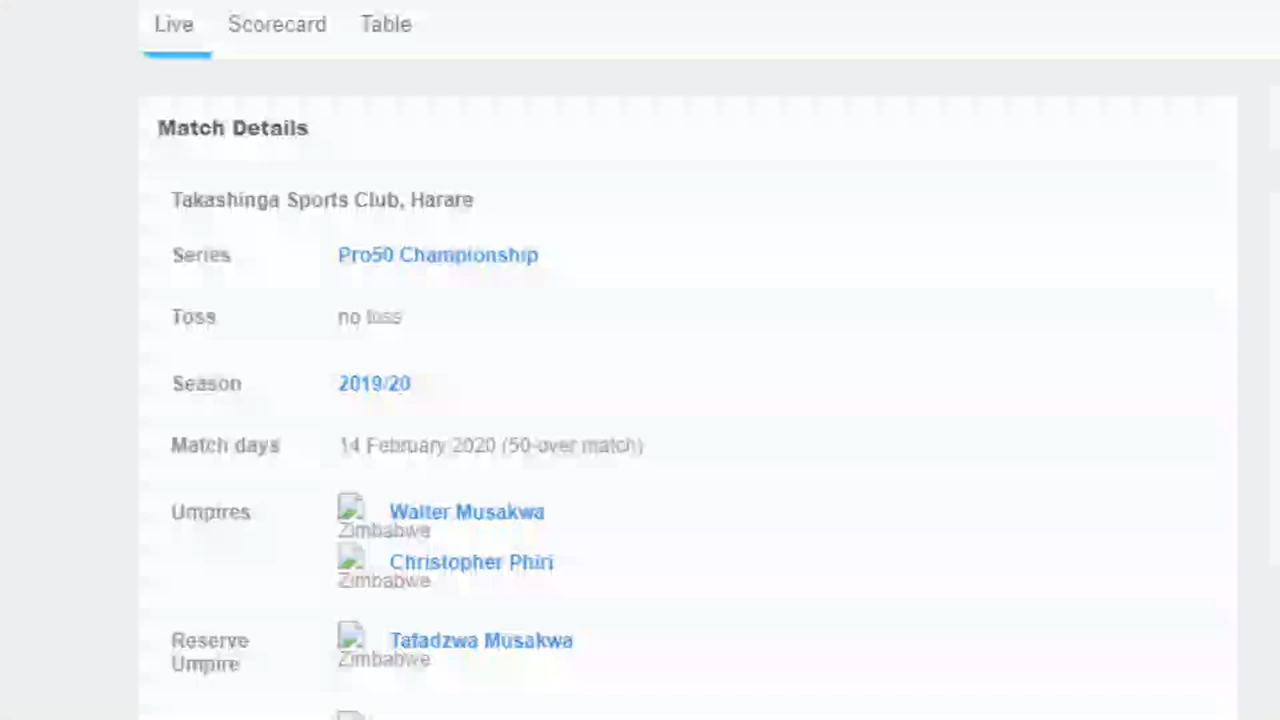 Live Scorecard Table
Match Details
Takashinga Sports Club, Harare
Series Pro50 Championship
Toss no toss
Season 2019/20
Match days 14 February 2020 (50-over match)
Umpires Walter Musakwa
Zimbabwe
Christopher Phiri
Zimbabwe
Reserve Tafadzwa Musakwa
Umpire Zimbabwe